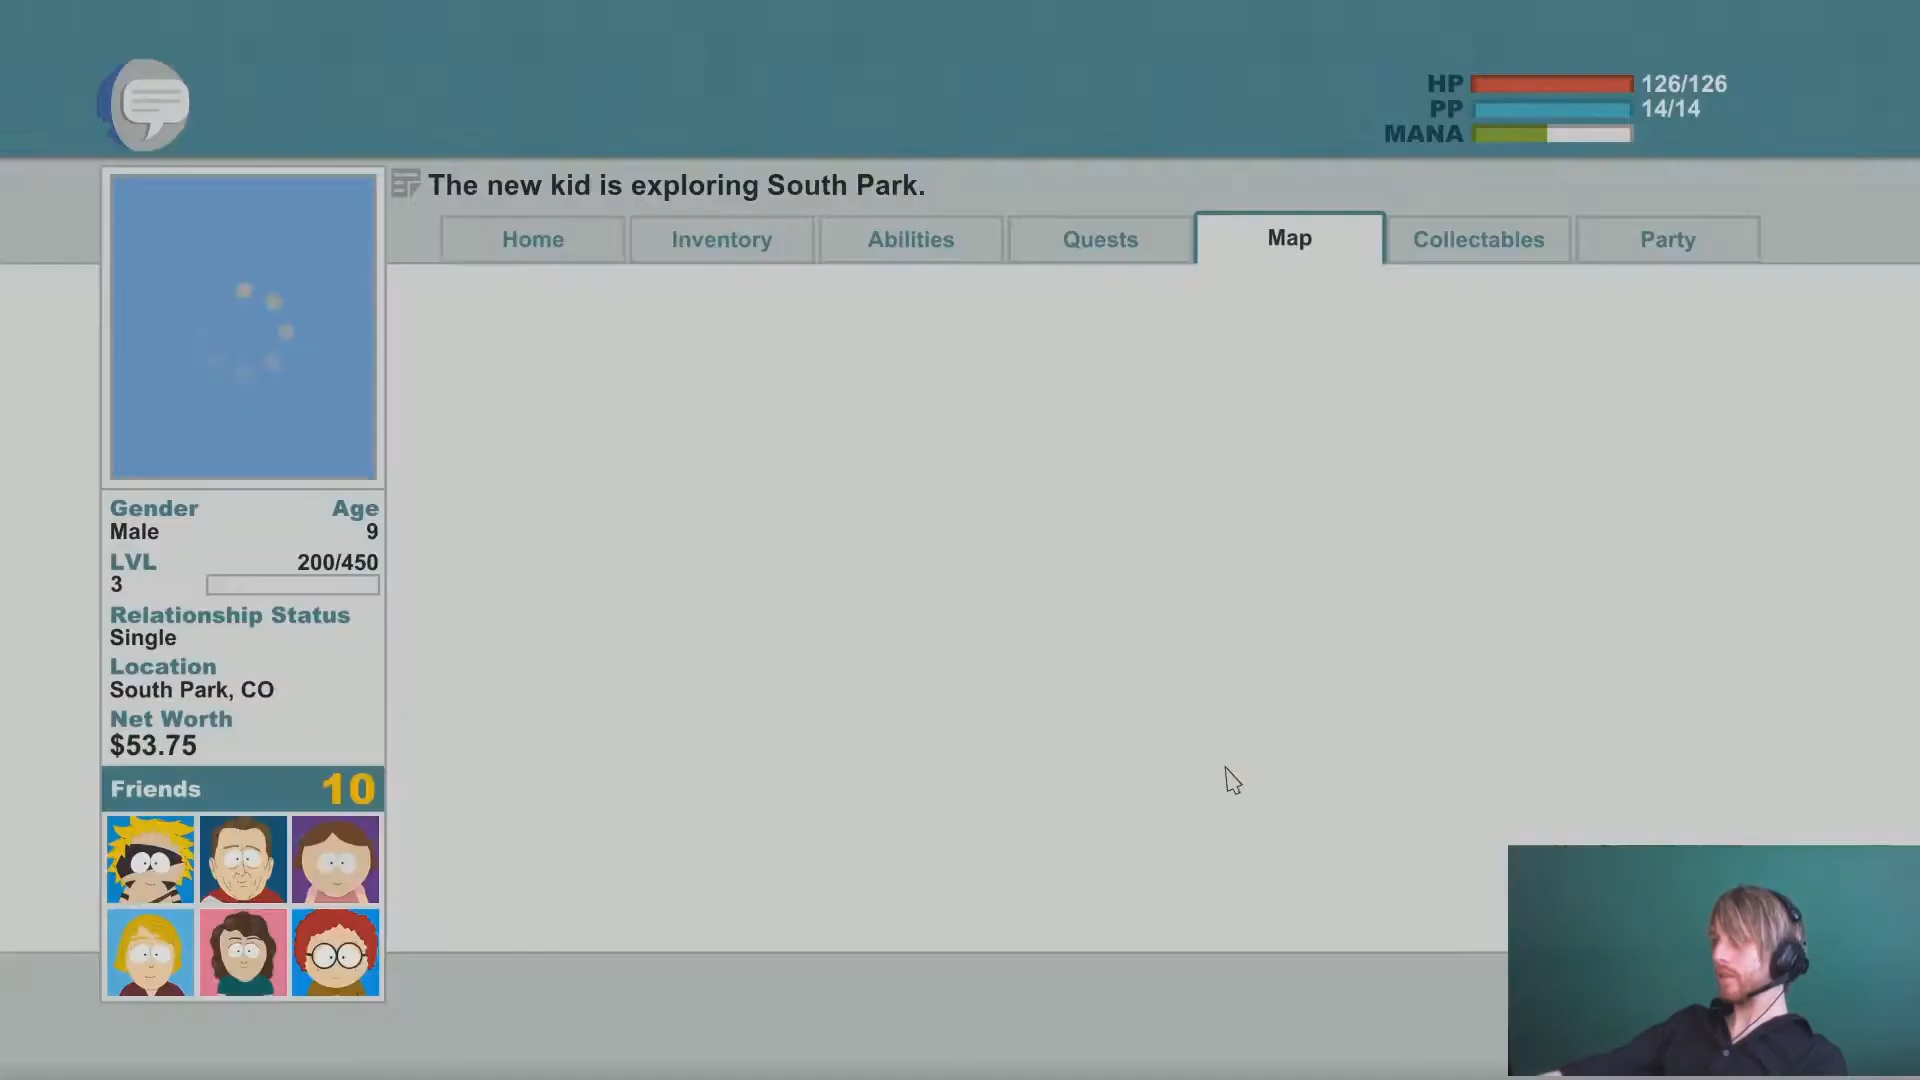 HP 126/126
PP 14/14
MANA
The new kid is exploring South Park.
Home Inventory Abilities Quests Map Collectables Party
Gender Age
Male 9
LVL 200/450
3
Relationship Status
Single
Location
South Park, CO
Net Worth
$53.75
Friends 10